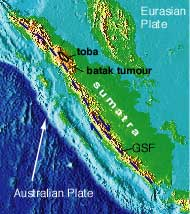 Eurasian
Plate
toba
batak tumour
sumatra
GSF
Australian Plate